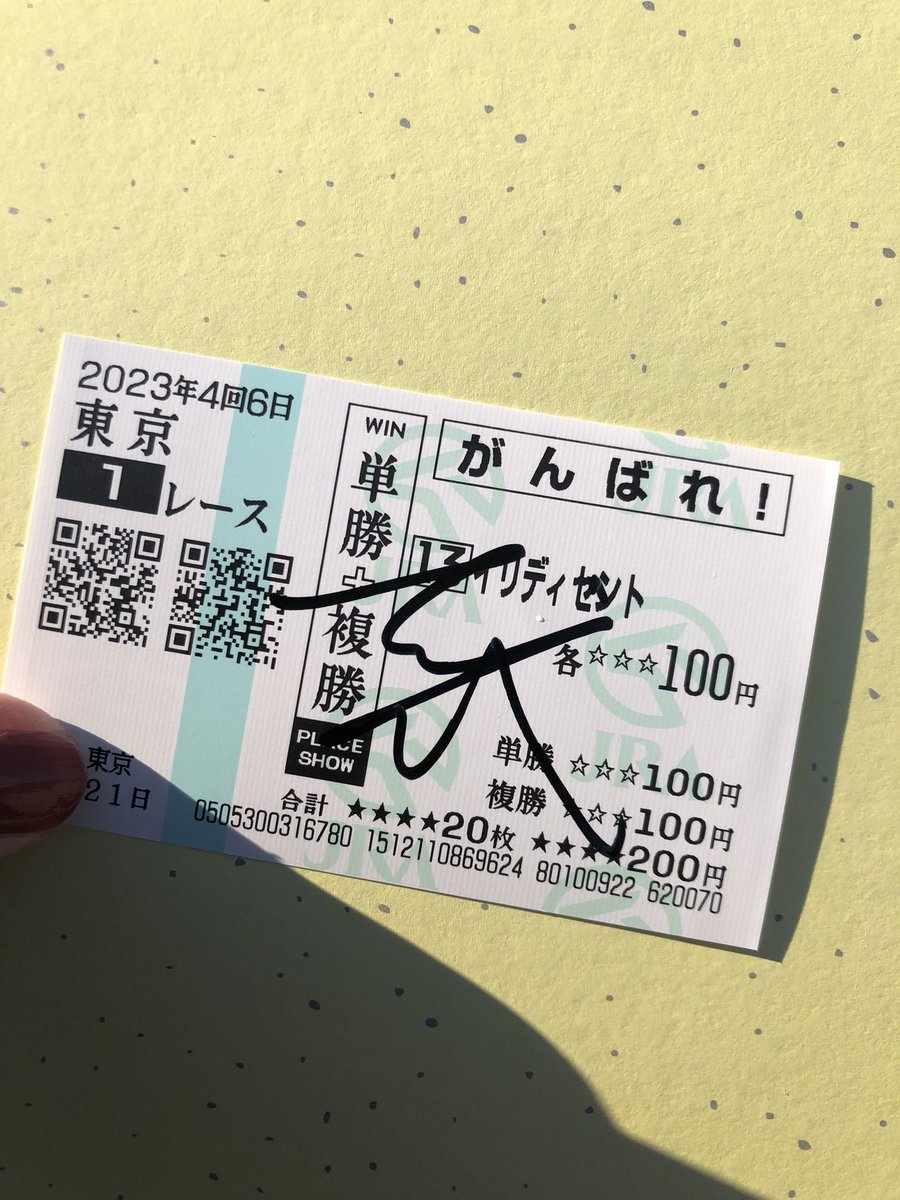 2023年4回6日
東京
1レース
東京
21日
WIN
単勝+複勝
PLACE
SHOW
がんばれ!
13 イリディセント
各☆☆☆100円
単勝 ☆☆☆100円
複勝 ☆☆☆100円
合計 ★★★★20枚 ★★★★200円
0505300316780 1512110869624 80100922 620070
JRA